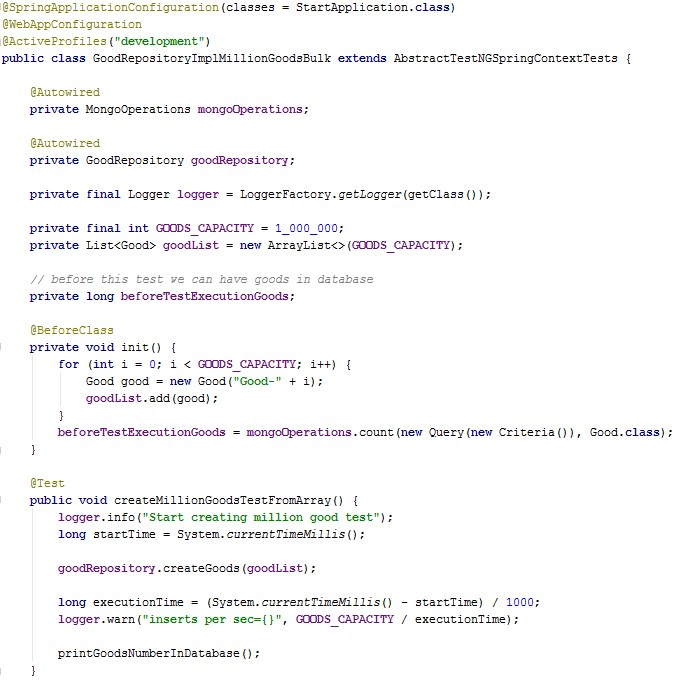 @SpringApplicationConfiguration(classes = StartApplication.class)
@WebAppConfiguration
@ActiveProfiles("development")
public class GoodRepositoryImplMillionGoodsBulk extends AbstractTestNGSpringContextTests {
@Autowired
private MongoOperations mongoOperations;
@Autowired
private GoodRepository goodRepository;
private final Logger logger = LoggerFactory.getLogger(getClass());
private final int GOODS_CAPACITY = 1_000_000;
private List<Good> goodList = new ArrayList<>(GOODS_CAPACITY);
// before this test we can have goods in database
private long beforeTestExecutionGoods;
@BeforeClass
private void init() {
for (int i = 0; i < GOODS_CAPACITY; i++) {
Good good = new Good("Good-" + i);
goodList.add(good);
}
beforeTestExecutionGoods = mongoOperations.count(new Query(new Criteria()), Good.class);
}
@Test
public void createMillionGoodsTestFromArray() {
logger.info("Start creating million good test");
long startTime = System.currentTimeMillis();
goodRepository.createGoods(goodList);
long executionTime = (System.currentTimeMillis() - startTime) / 1000;
logger.warn("inserts per sec={}", GOODS_CAPACITY / executionTime);
printGoodsNumberInDatabase();
}